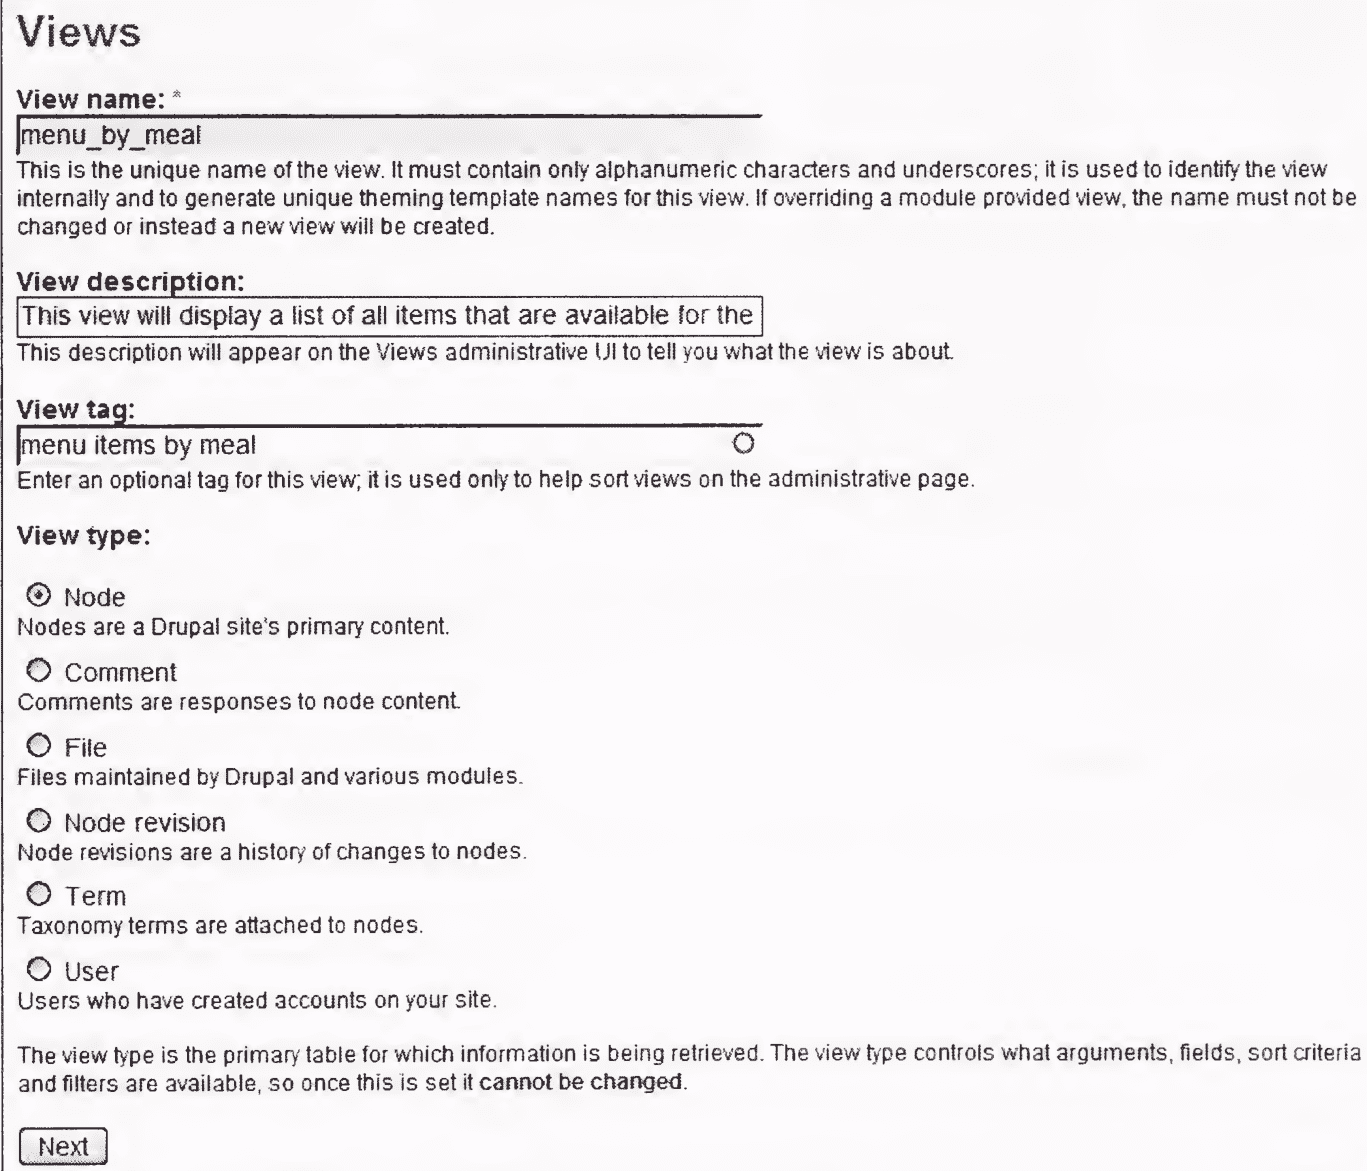 Views
View name: *
menu_by_meal
This is the unique name of the view. It must contain only alphanumeric characters and underscores; it is used to identify the view
internally and to generate unique theming template names for this view. If overriding a module provided view, the name must not be
changed or instead a new view will be created.
View description:
This view will display a list of all items that are available for the
This description will appear on the Views administrative UI to tell you what the view is about.
View tag:
menu items by meal
Enter an optional tag for this view; it is used only to help sort views on the administrative page.
View type:
Node
Nodes are a Drupal site's primary content.
Comment
Comments are responses to node content.
File
Files maintained by Drupal and various modules.
Node revision
Node revisions are a history of changes to nodes.
Term
Taxonomy terms are attached to nodes.
User
Users who have created accounts on your site.
The view type is the primary table for which information is being retrieved. The view type controls what arguments, fields, sort criteria
and filters are available, so once this is set it cannot be changed.
Next